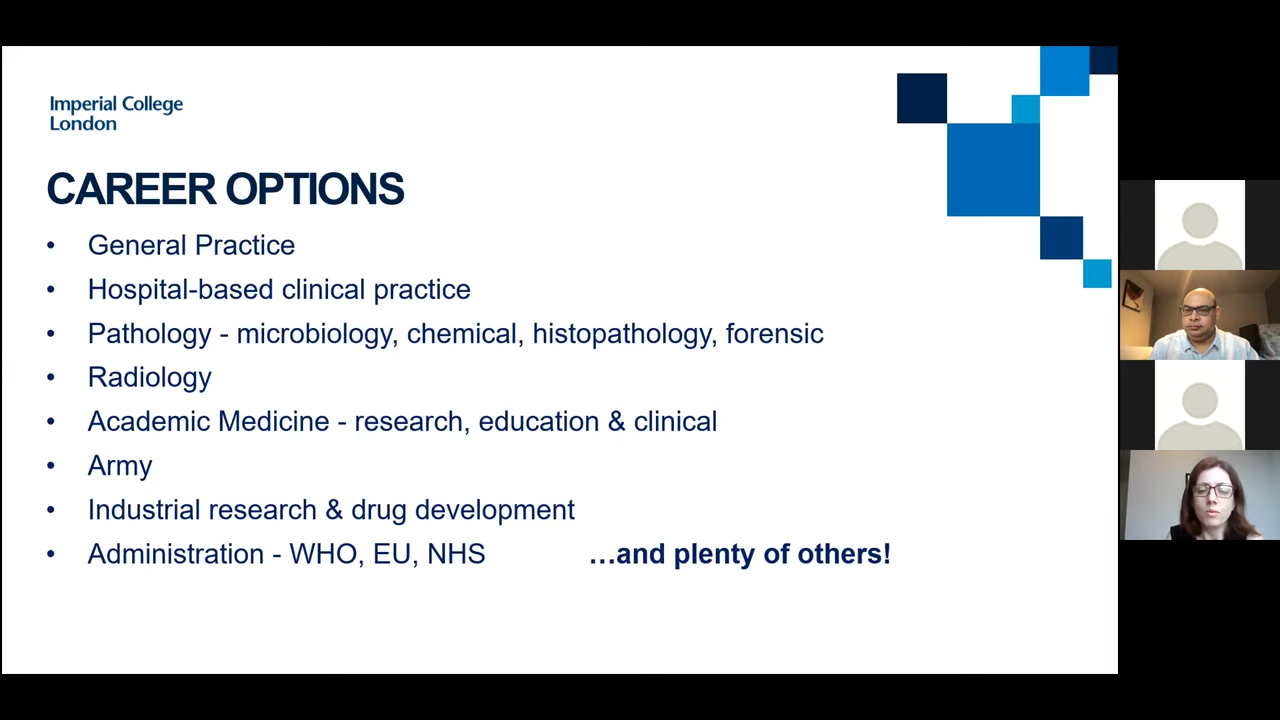 Imperial College
London
CAREER OPTIONS
• General Practice
• Hospital-based clinical practice
• Pathology - microbiology, chemical, histopathology, forensic
• Radiology
• Academic Medicine - research, education & clinical
• Army
• Industrial research & drug development
• Administration - WHO, EU, NHS …and plenty of others!